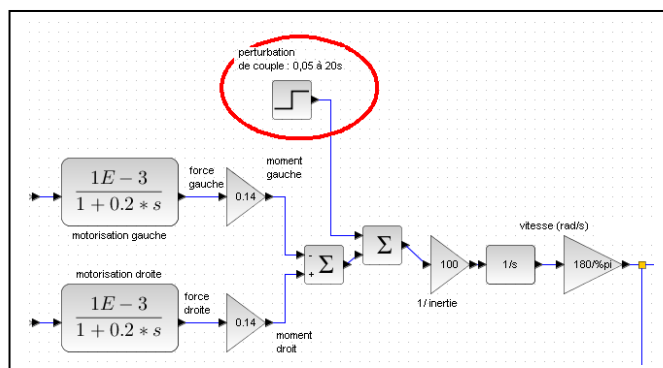 perturbation
de couple : 0,05 à 20s
1E − 3
1 + 0.2 * s
motorisation gauche
force
gauche
0.14
moment
gauche
-
+
Σ
Σ
100
1/ inertie
1/s
vitesse (rad/s)
180/%pi
motorisation droite
1E − 3
1 + 0.2 * s
force
droite
0.14
moment
droit